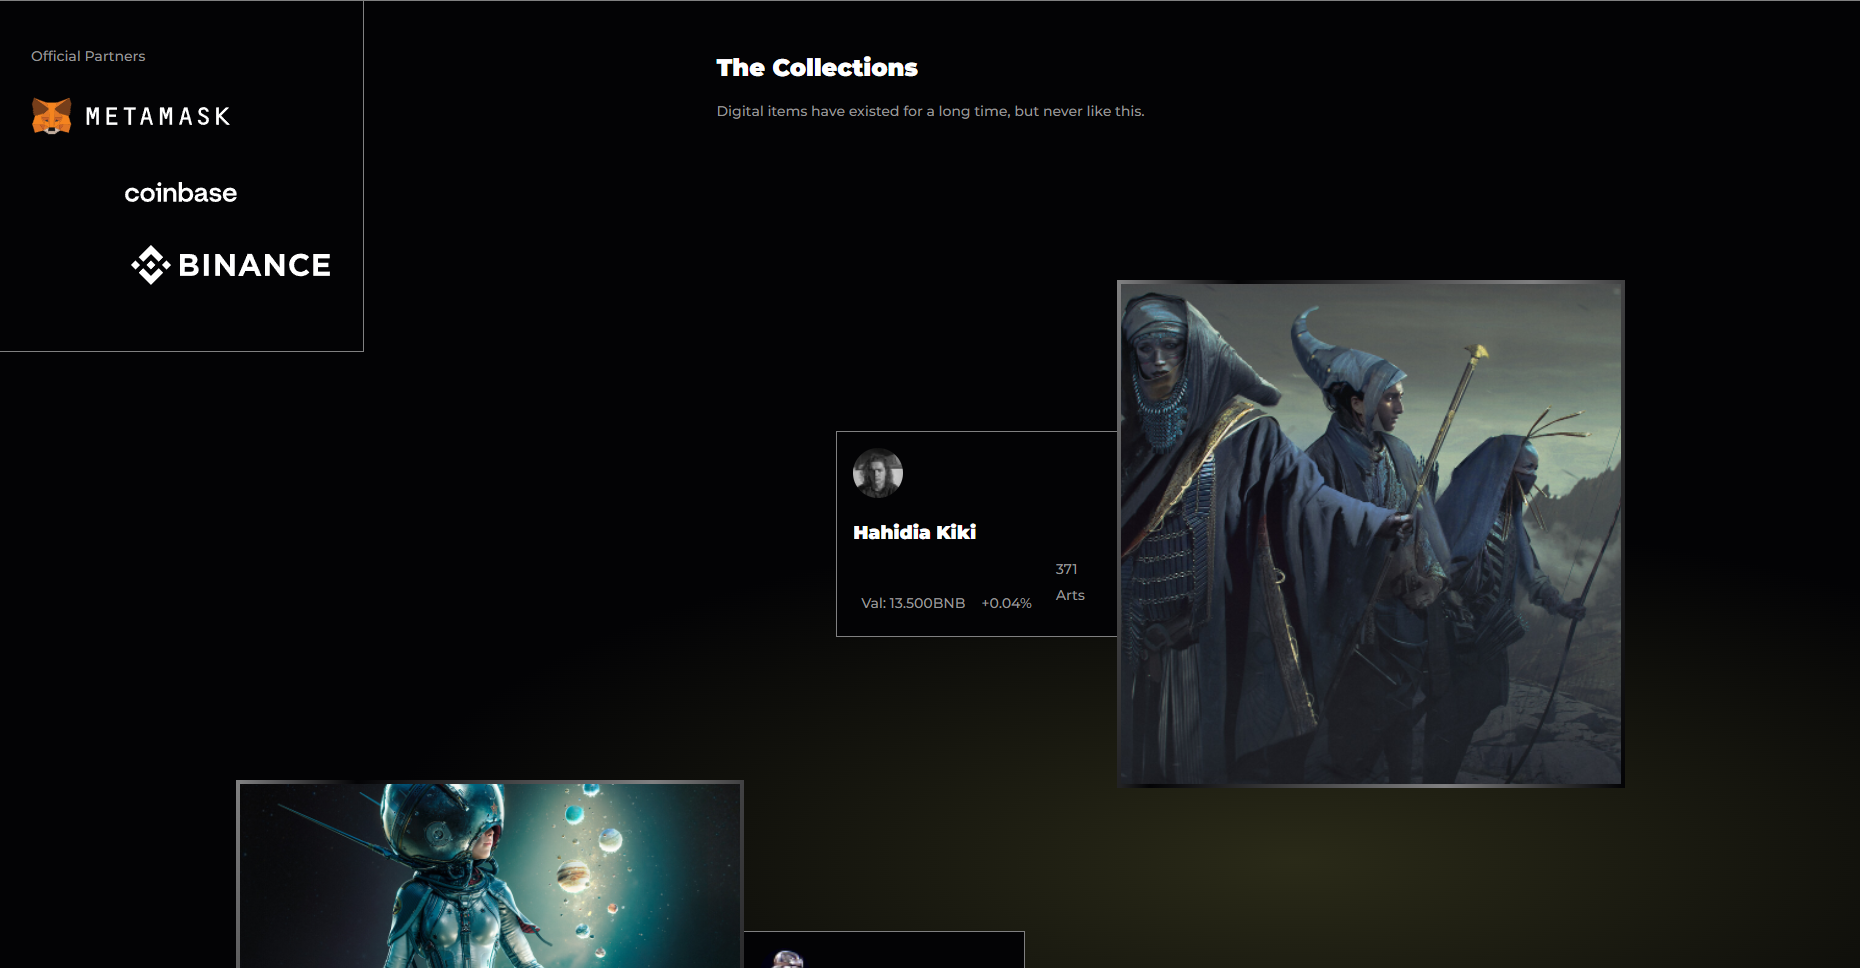 Official Partners
METAMASK
coinbase
BINANCE
The Collections
Digital items have existed for a long time, but never like this.
Hahidia Kiki
Val: 13.500BNB +0.04% 371 Arts